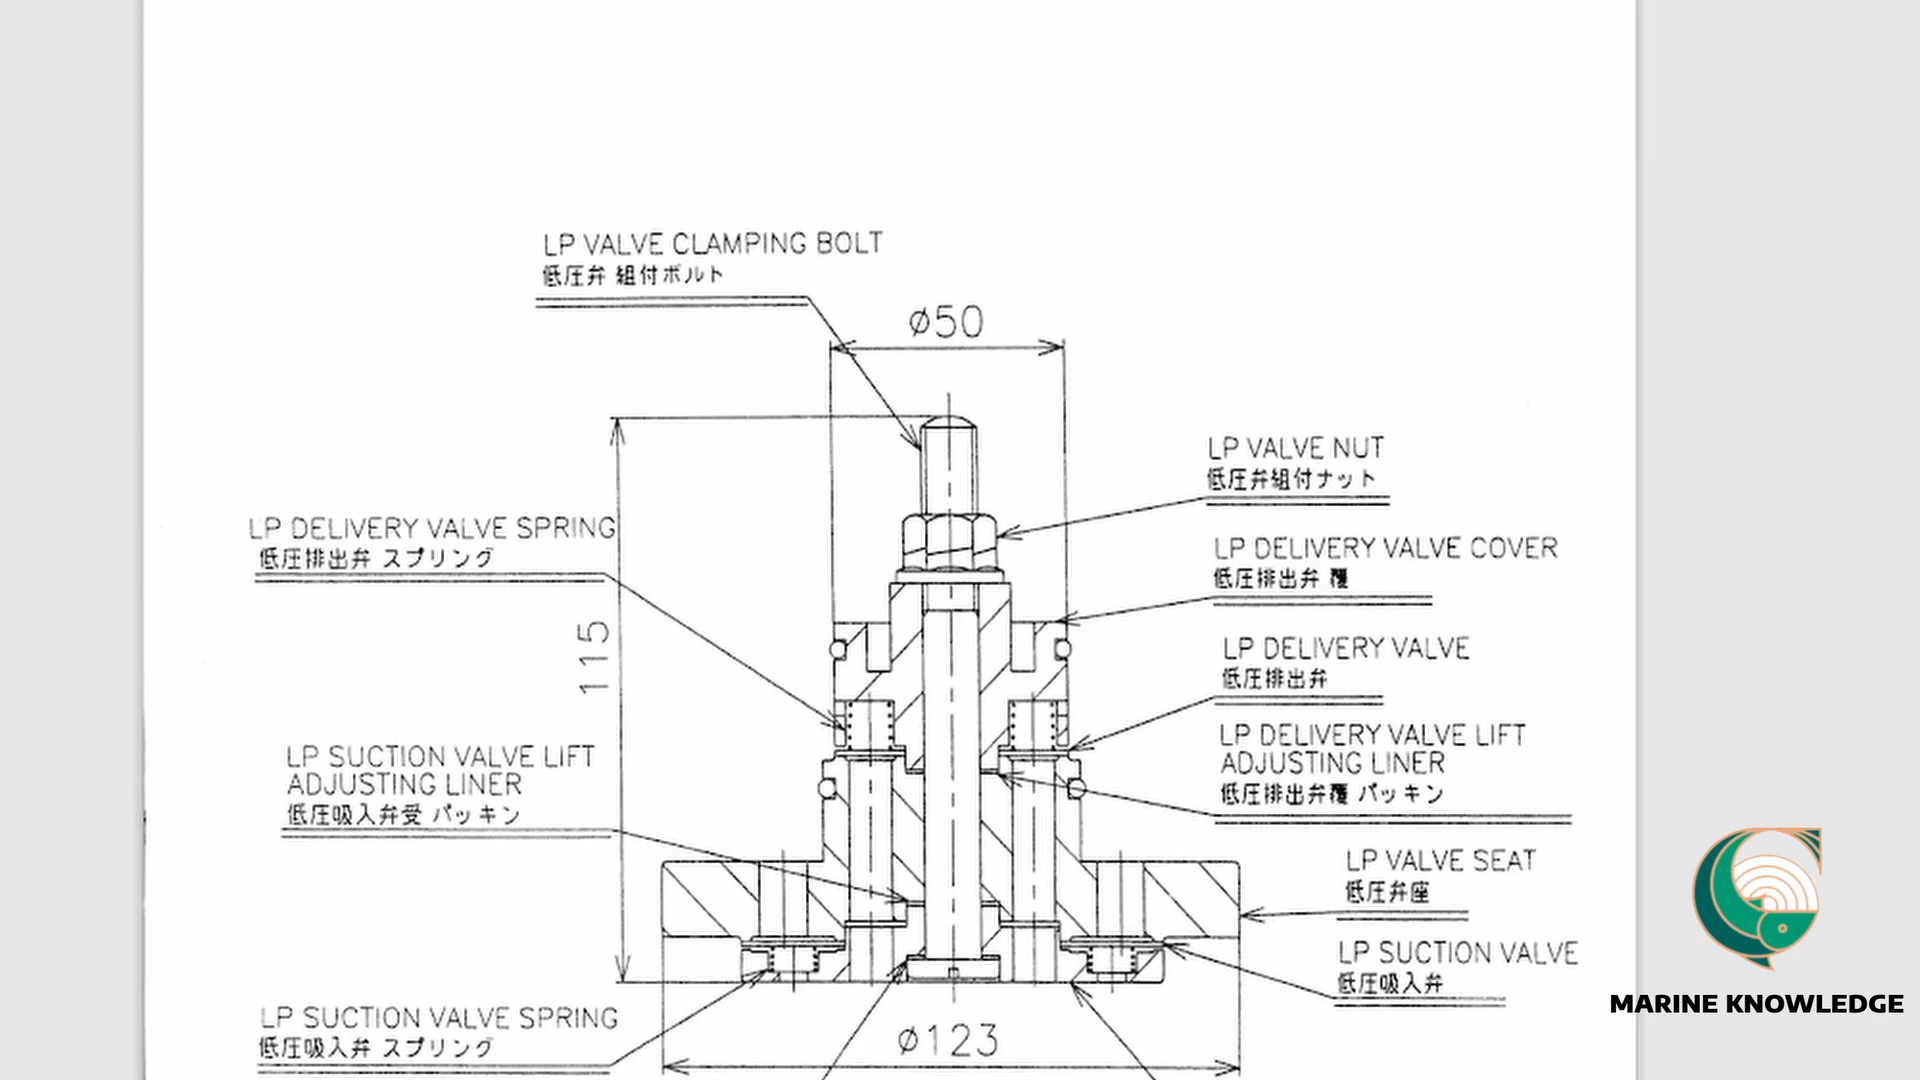 LP VALVE CLAMPING BOLT
低圧弁 組付ボルト
ø50
LP VALVE NUT
低圧弁組付ナット
LP DELIVERY VALVE SPRING
低圧排出弁 スプリング
LP DELIVERY VALVE COVER
低圧排出弁 覆
115
LP DELIVERY VALVE
低圧排出弁
LP SUCTION VALVE LIFT
ADJUSTING LINER
低圧吸入弁受 パッキン
LP DELIVERY VALVE LIFT
ADJUSTING LINER
低圧排出弁覆 パッキン
LP VALVE SEAT
低圧弁座
LP SUCTION VALVE
低圧吸入弁
LP SUCTION VALVE SPRING
低圧吸入弁 スプリング
ø123
MARINE KNOWLEDGE